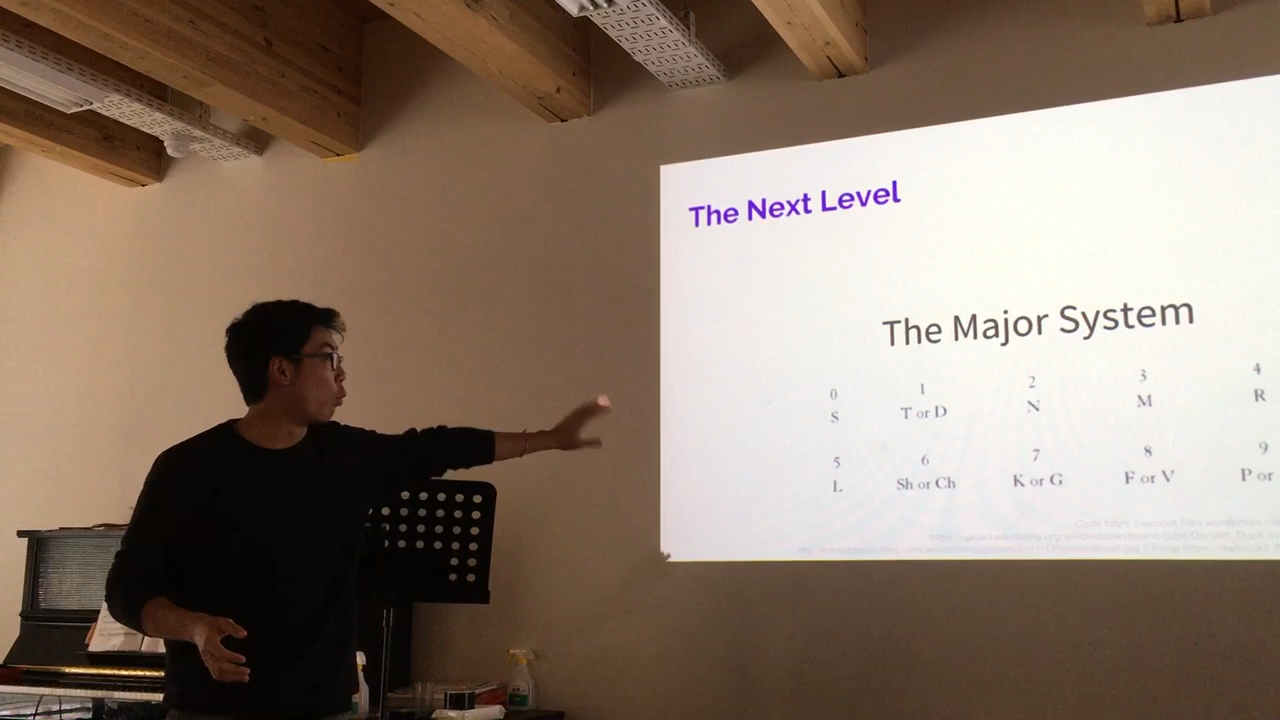 The Next Level
The Major System
0 1 2 3 4
S T or D N M R
5 6 7 8 9
L Sh or Ch K or G F or V P or